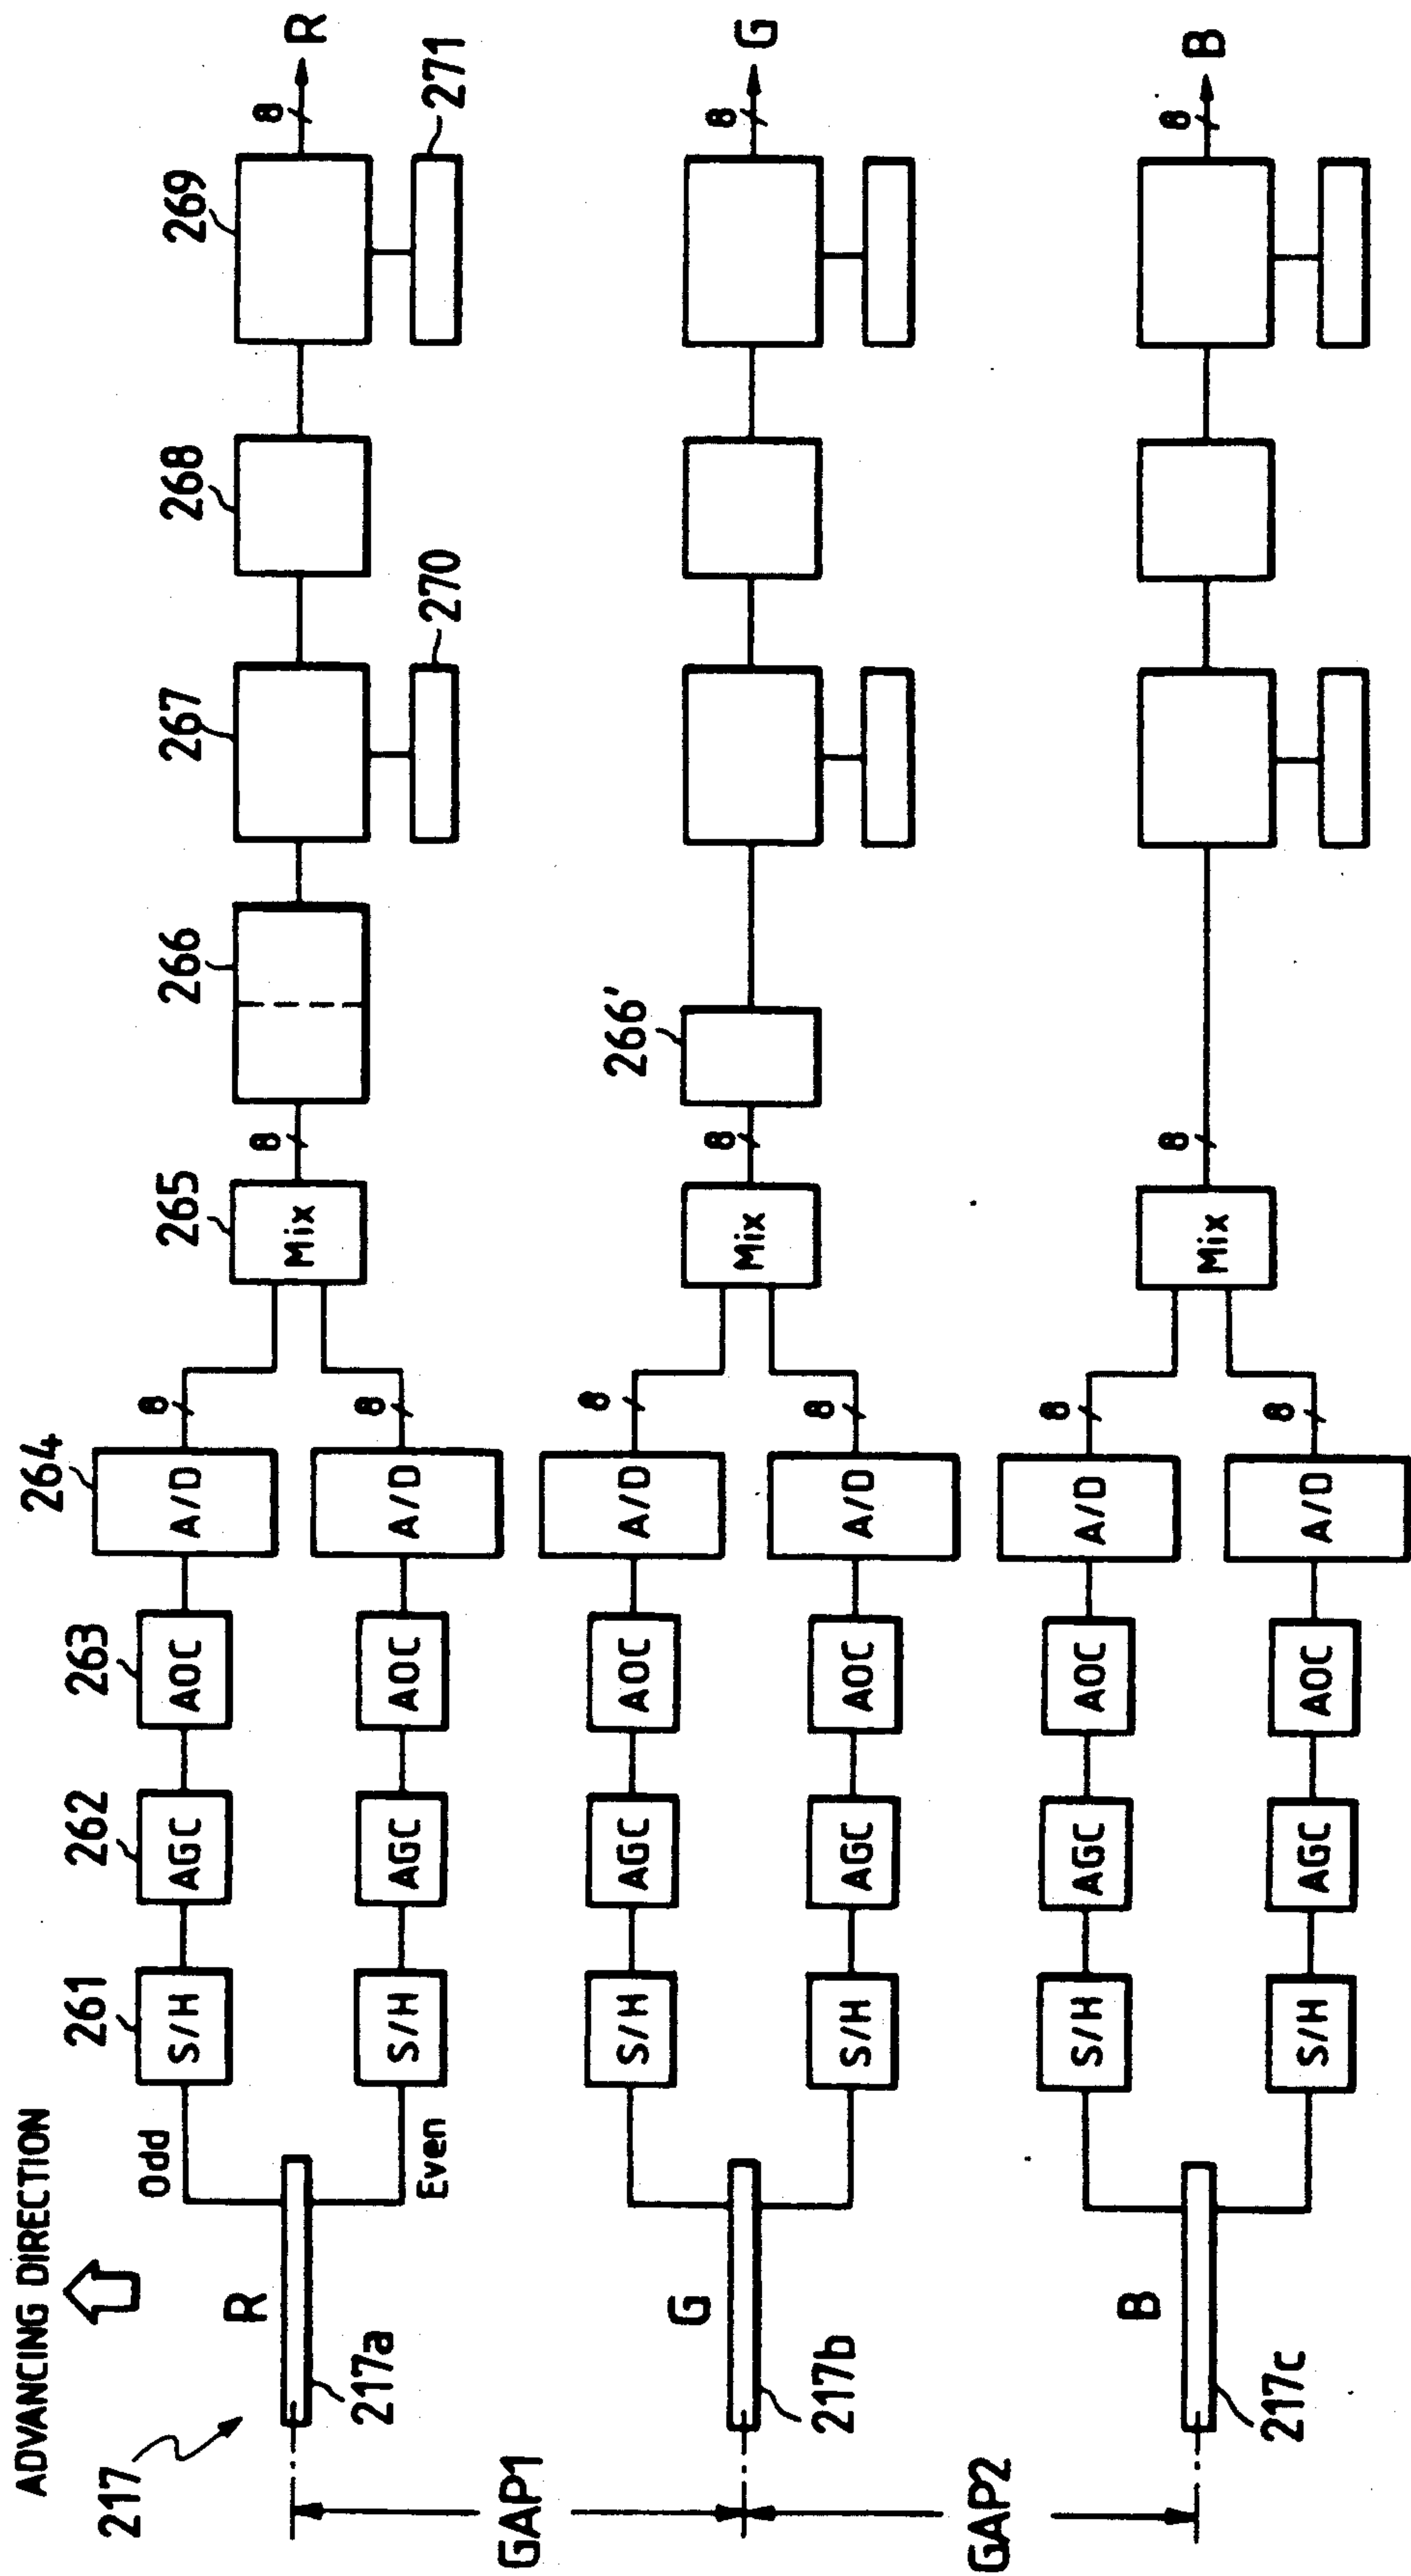 ADVANCING DIRECTION
217
R
217a
Odd
Even
261
S/H
S/H
262
AGC
AGC
263
AOC
AOC
264
A/D
A/D
8
8
265
Mix
8
266
267
270
268
269
271
8
R
GAP1
G
217b
S/H
S/H
AGC
AGC
AOC
AOC
A/D
A/D
8
8
Mix
8
266'
8
G
GAP2
B
217c
S/H
S/H
AGC
AGC
AOC
AOC
A/D
A/D
8
8
Mix
8
8
B